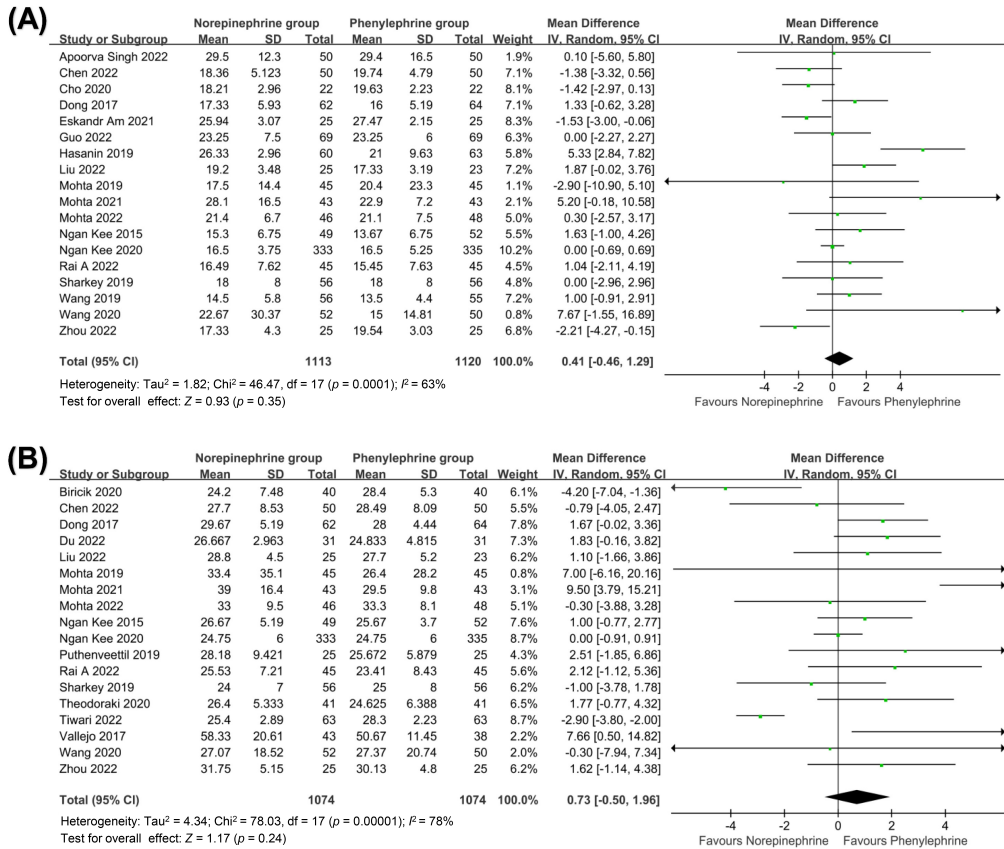 (A)
Norepinephrine group Phenylephrine group Mean Difference Mean Difference
Study or Subgroup Mean SD Total Mean SD Total Weight IV, Random, 95% CI IV, Random, 95% CI
Apoorva Singh 2022 29.5 12.3 50 29.4 16.5 50 1.9% 0.10 [-5.60, 5.80]
Chen 2022 18.36 5.123 50 19.74 4.79 50 7.1% -1.38 [-3.32, 0.56]
Cho 2020 18.21 2.96 22 19.63 2.23 22 8.1% -1.42 [-2.97, 0.13]
Dong 2017 17.33 5.93 62 16 5.19 64 7.1% 1.33 [-0.62, 3.28]
Eskandr Am 2021 25.94 3.07 25 27.47 2.15 25 8.3% -1.53 [-3.00, -0.06]
Guo 2022 23.25 7.5 69 23.25 6 69 6.3% 0.00 [-2.27, 2.27]
Hasanin 2019 26.33 2.96 60 21 9.63 63 5.8% 5.33 [2.84, 7.82]
Liu 2022 19.2 3.48 25 17.33 3.19 23 7.2% 1.87 [-0.02, 3.76]
Mohta 2019 17.5 14.4 45 20.4 23.3 45 1.1% -2.90 [-10.90, 5.10]
Mohta 2021 28.1 16.5 43 22.9 7.2 43 2.1% 5.20 [-0.18, 10.58]
Mohta 2022 21.4 6.7 46 21.1 7.5 48 5.0% 0.30 [-2.57, 3.17]
Ngan Kee 2015 15.3 6.75 49 13.67 6.75 52 5.5% 1.63 [-1.00, 4.26]
Ngan Kee 2020 16.5 3.75 333 16.5 5.25 335 10.2% 0.00 [-0.69, 0.69]
Rai A 2022 16.49 7.62 45 15.45 7.63 45 4.5% 1.04 [-2.11, 4.19]
Sharkey 2019 18 8 56 18 8 56 4.8% 0.00 [-2.96, 2.96]
Wang 2019 14.5 5.8 56 13.5 4.4 55 7.2% 1.00 [-0.91, 2.91]
Wang 2020 22.67 30.37 52 15 14.81 50 0.8% 7.67 [-1.55, 16.89]
Zhou 2022 17.33 4.3 25 19.54 3.03 25 6.8% -2.21 [-4.27, -0.15]
Total (95% CI) 1113 1120 100.0% 0.41 [-0.46, 1.29]
Heterogeneity: Tau² = 1.82; Chi² = 46.47, df = 17 (p = 0.0001); I² = 63%
Test for overall effect: Z = 0.93 (p = 0.35)
-4 -2 0 2 4
Favours Norepinephrine Favours Phenylephrine
(B)
Norepinephrine group Phenylephrine group Mean Difference Mean Difference
Study or Subgroup Mean SD Total Mean SD Total Weight IV, Random, 95% CI IV, Random, 95% CI
Biricik 2020 24.2 7.48 40 28.4 5.3 40 6.1% -4.20 [-7.04, -1.36]
Chen 2022 27.7 8.53 50 28.49 8.09 50 5.5% -0.79 [-4.05, 2.47]
Dong 2017 29.67 5.19 62 28 4.44 64 7.7% 1.67 [-0.02, 3.36]
Du 2022 26.667 2.963 31 24.833 4.815 31 7.3% 1.83 [-0.16, 3.82]
Liu 2022 28.8 4.5 25 27.7 5.2 23 6.2% 1.10 [-1.66, 3.86]
Mohta 2019 33.4 35.1 45 26.4 28.2 45 0.8% 7.00 [-6.16, 20.16]
Mohta 2021 39 16.4 43 29.5 9.8 43 3.1% 9.50 [3.79, 15.21]
Mohta 2022 33 9.5 46 33.3 8.1 48 5.1% -0.30 [-3.88, 3.28]
Ngan Kee 2015 26.67 5.19 49 25.67 3.7 52 7.6% 1.00 [-0.77, 2.77]
Ngan Kee 2020 24.75 6 333 24.75 6 335 8.7% 0.00 [-0.91, 0.91]
Puthenveettil 2019 28.18 9.421 25 25.672 5.879 25 4.3% 2.51 [-1.85, 6.86]
Rai A 2022 25.53 7.21 45 23.41 8.43 45 5.5% 2.12 [-1.12, 5.36]
Sharkey 2019 24 7 56 25 8 56 6.2% -1.00 [-3.78, 1.78]
Theodoraki 2020 26.4 5.333 41 24.625 6.388 41 6.5% 1.77 [-0.77, 4.32]
Tiwari 2022 25.4 2.89 63 28.3 2.23 63 8.7% -2.90 [-3.80, -2.00]
Vallejo 2017 58.33 20.61 43 50.67 11.45 38 2.2% 7.66 [0.50, 14.82]
Wang 2020 27.07 18.52 52 27.37 20.74 50 2.0% -0.30 [-7.94, 7.34]
Zhou 2022 31.75 5.15 25 30.13 4.8 25 6.2% 1.62 [-1.14, 4.38]
Total (95% CI) 1074 1074 100.0% 0.73 [-0.50, 1.96]
Heterogeneity: Tau² = 4.34; Chi² = 78.03, df = 17 (p = 0.00001); I² = 78%
Test for overall effect: Z = 1.17 (p = 0.24)
-4 -2 0 2 4
Favours Norepinephrine Favours Phenylephrine